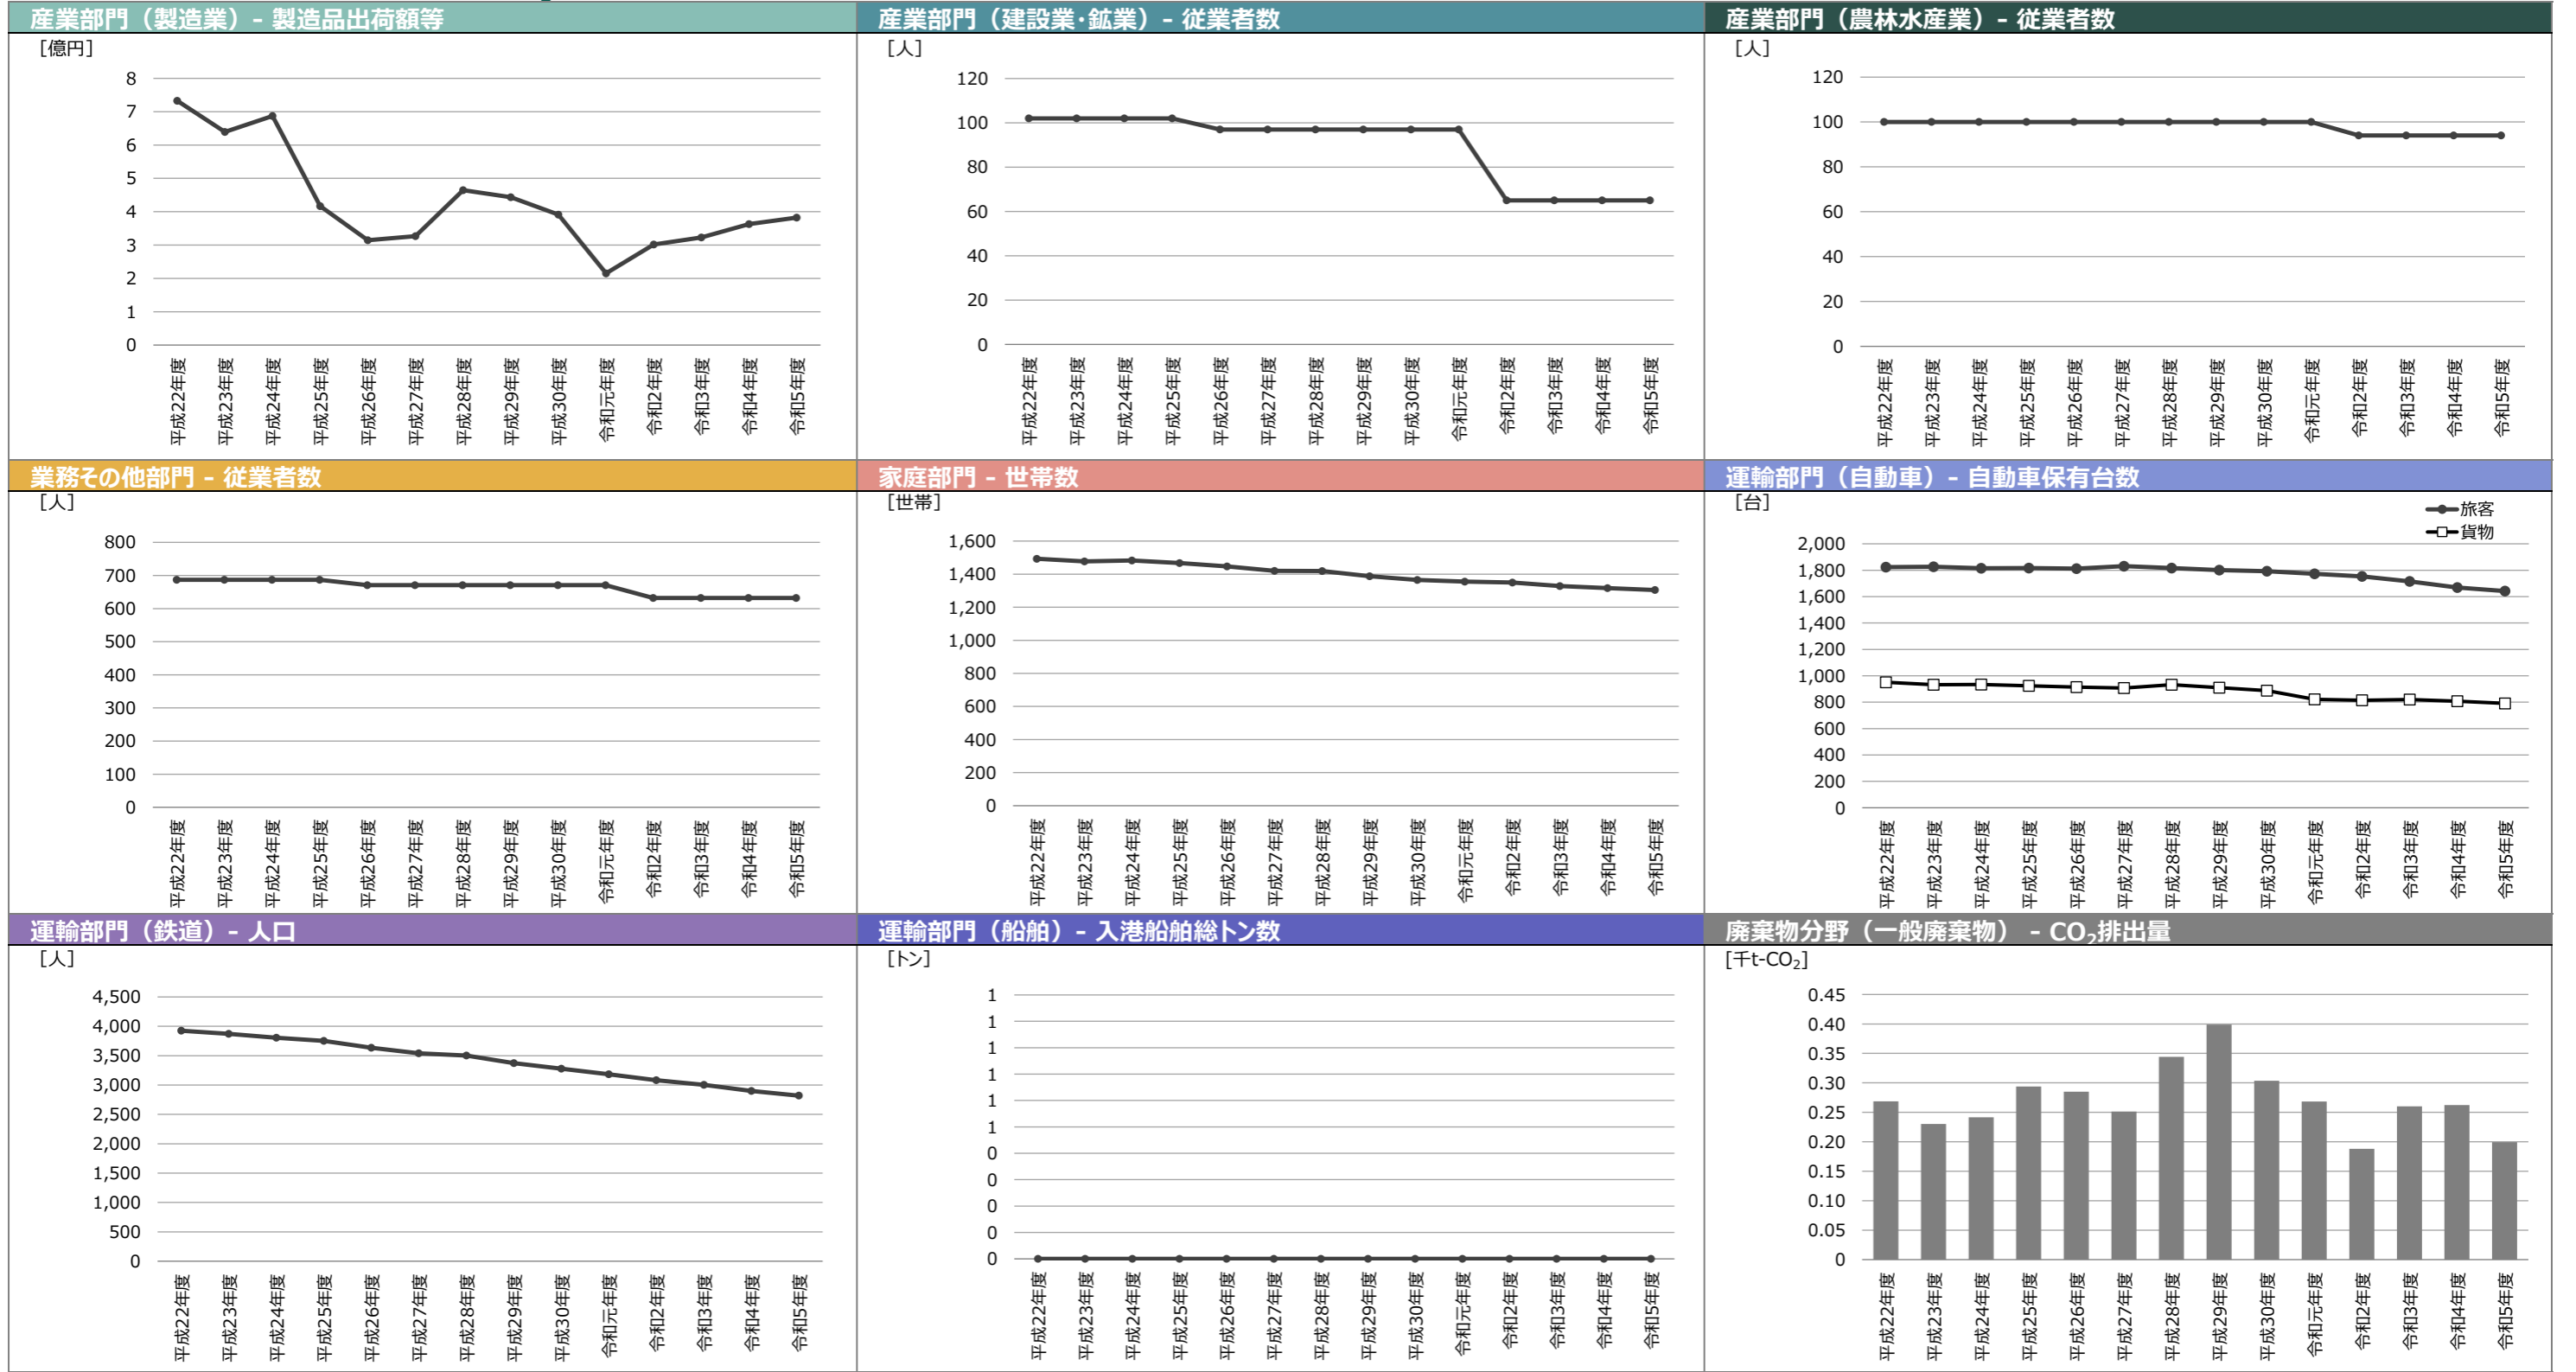 産業部門（製造業）- 製造品出荷額等
[億円]
8
7
6
5
4
3
2
1
0
平成22年度
平成23年度
平成24年度
平成25年度
平成26年度
平成27年度
平成28年度
平成29年度
平成30年度
令和元年度
令和2年度
令和3年度
令和4年度
令和5年度
産業部門（建設業・鉱業）- 従業者数
[人]
120
100
80
60
40
20
0
平成22年度
平成23年度
平成24年度
平成25年度
平成26年度
平成27年度
平成28年度
平成29年度
平成30年度
令和元年度
令和2年度
令和3年度
令和4年度
令和5年度
産業部門（農林水産業）- 従業者数
[人]
120
100
80
60
40
20
0
平成22年度
平成23年度
平成24年度
平成25年度
平成26年度
平成27年度
平成28年度
平成29年度
平成30年度
令和元年度
令和2年度
令和3年度
令和4年度
令和5年度
業務その他部門 - 従業者数
[人]
800
700
600
500
400
300
200
100
0
平成22年度
平成23年度
平成24年度
平成25年度
平成26年度
平成27年度
平成28年度
平成29年度
平成30年度
令和元年度
令和2年度
令和3年度
令和4年度
令和5年度
家庭部門 - 世帯数
[世帯]
1,600
1,400
1,200
1,000
800
600
400
200
0
平成22年度
平成23年度
平成24年度
平成25年度
平成26年度
平成27年度
平成28年度
平成29年度
平成30年度
令和元年度
令和2年度
令和3年度
令和4年度
令和5年度
運輸部門（自動車）- 自動車保有台数
[台]
旅客
貨物
2,000
1,800
1,600
1,400
1,200
1,000
800
600
400
200
0
平成22年度
平成23年度
平成24年度
平成25年度
平成26年度
平成27年度
平成28年度
平成29年度
平成30年度
令和元年度
令和2年度
令和3年度
令和4年度
令和5年度
運輸部門（鉄道）- 人口
[人]
4,500
4,000
3,500
3,000
2,500
2,000
1,500
1,000
500
0
平成22年度
平成23年度
平成24年度
平成25年度
平成26年度
平成27年度
平成28年度
平成29年度
平成30年度
令和元年度
令和2年度
令和3年度
令和4年度
令和5年度
運輸部門（船舶）- 入港船舶総トン数
[トン]
1
1
1
1
1
1
0
0
0
0
0
平成22年度
平成23年度
平成24年度
平成25年度
平成26年度
平成27年度
平成28年度
平成29年度
平成30年度
令和元年度
令和2年度
令和3年度
令和4年度
令和5年度
廃棄物分野（一般廃棄物） - CO₂排出量
[千t-CO₂]
0.45
0.40
0.35
0.30
0.25
0.20
0.15
0.10
0.05
0
平成22年度
平成23年度
平成24年度
平成25年度
平成26年度
平成27年度
平成28年度
平成29年度
平成30年度
令和元年度
令和2年度
令和3年度
令和4年度
令和5年度